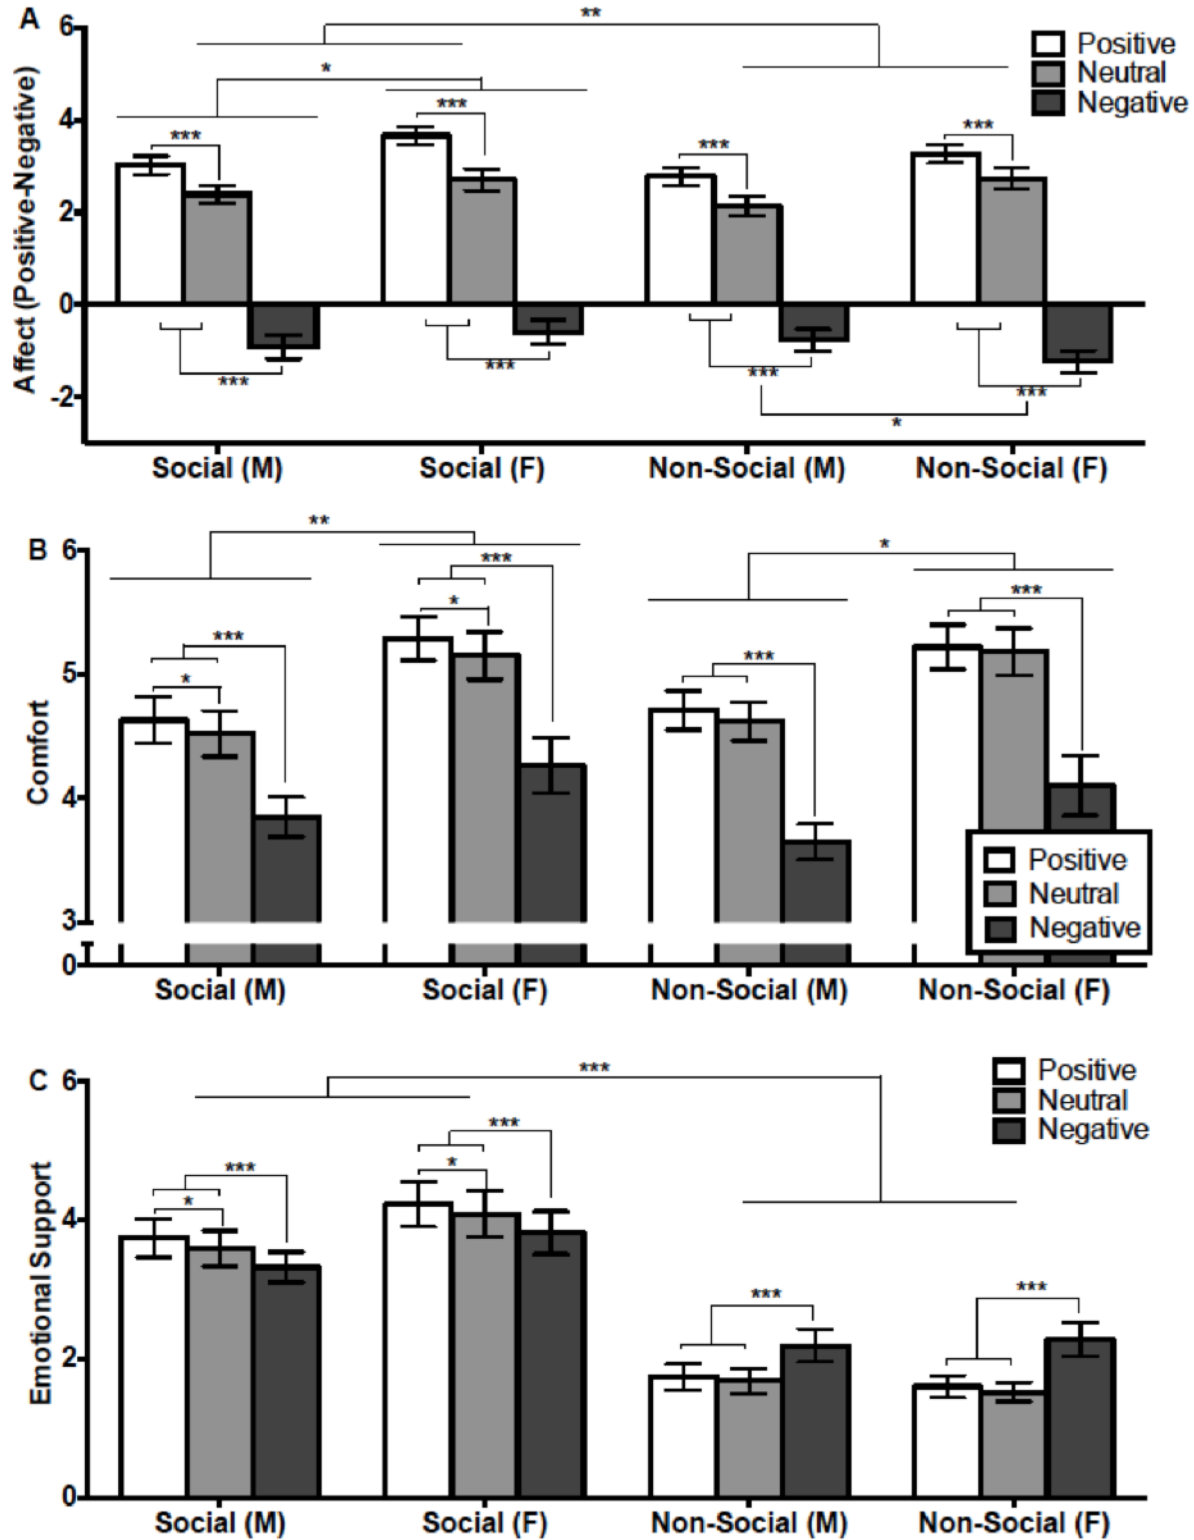 A
6
**
Positive
Neutral
Negative
*
4
***
***
***
***
2
0
-2
***
***
***
***
*
Affect (Positive-Negative)
Social (M)
Social (F)
Non-Social (M)
Non-Social (F)
B
6
**
*
***
***
*
5
***
*
***
4
3
0
Comfort
Positive
Neutral
Negative
Social (M)
Social (F)
Non-Social (M)
Non-Social (F)
C
6
***
Positive
Neutral
Negative
***
*
***
*
4
***
***
2
0
Emotional Support
Social (M)
Social (F)
Non-Social (M)
Non-Social (F)